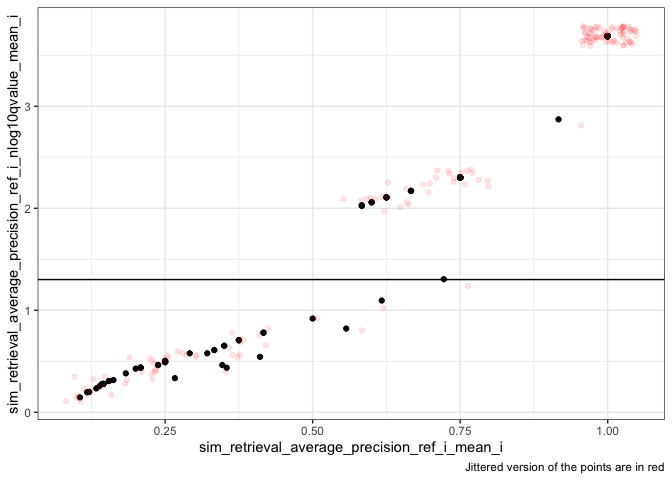 sim_retrieval_average_precision_ref_i_nlog10qvalue_mean_i
3
2
1
0
0.25 0.50 0.75 1.00
sim_retrieval_average_precision_ref_i_mean_i
Jittered version of the points are in red